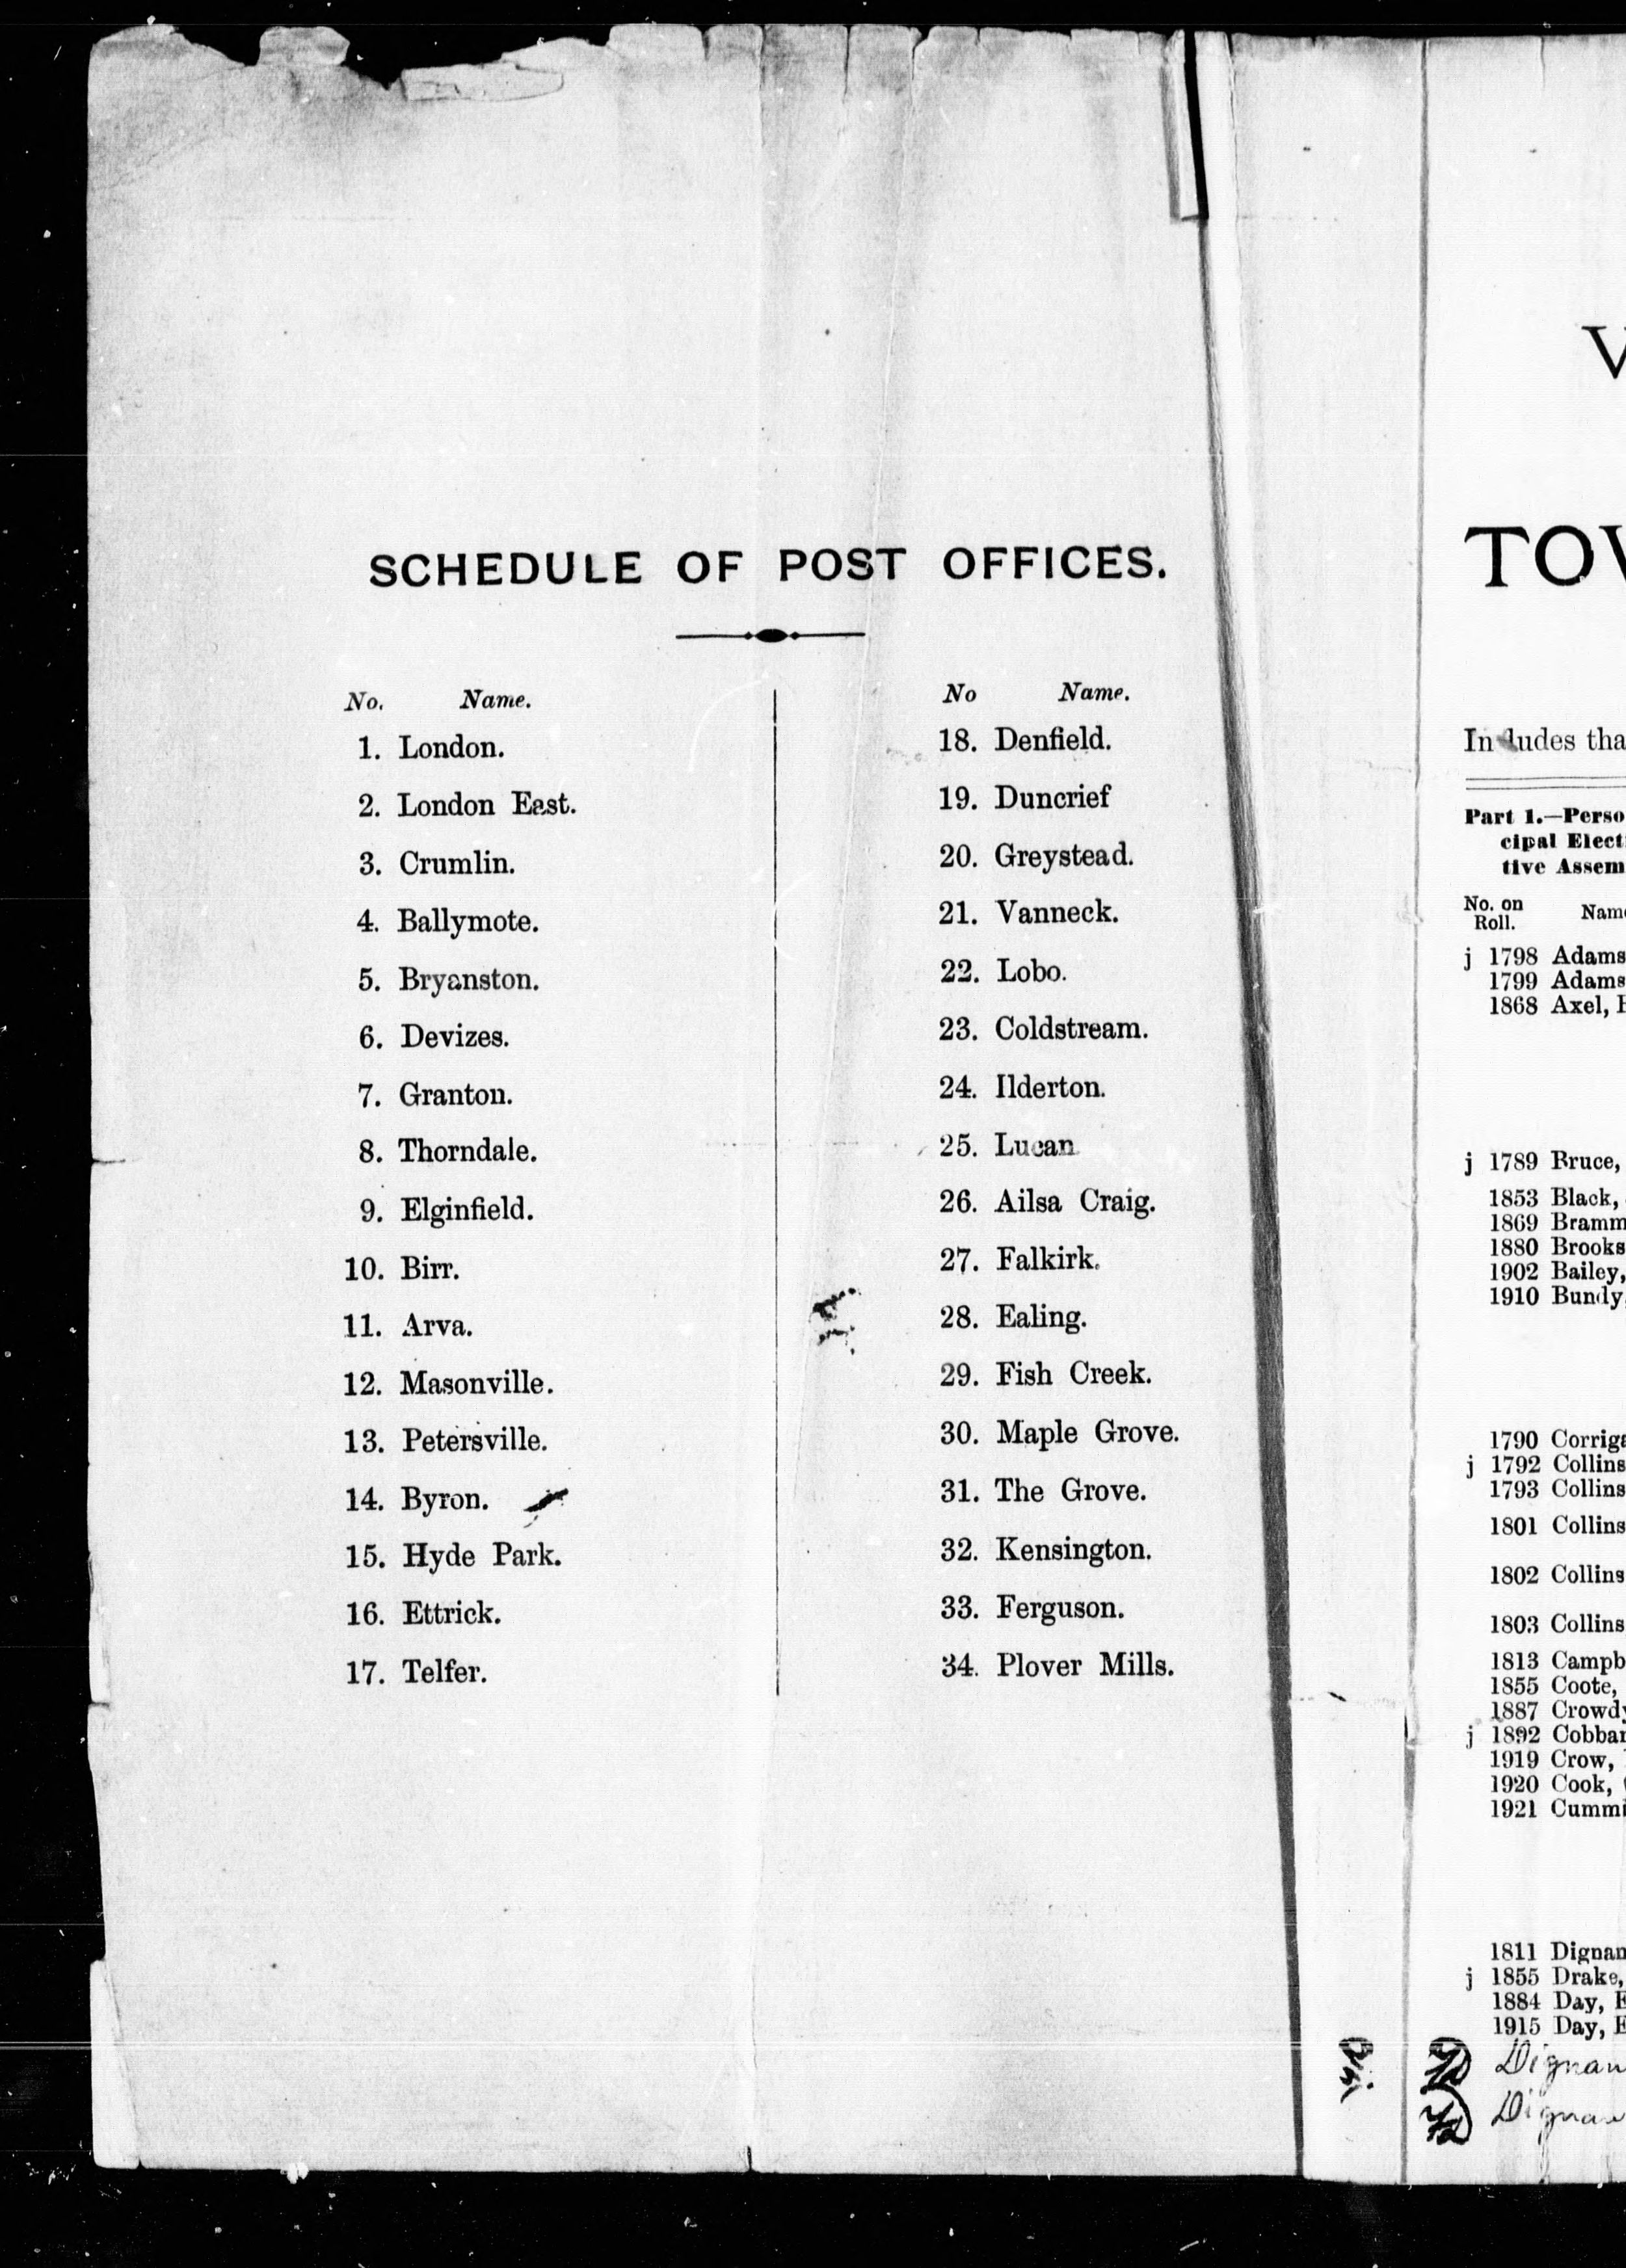 SCHEDULE OF POST OFFICES.
No. Name.
1. London.
2. London East.
3. Crumlin.
4. Ballymote.
5. Bryanston.
6. Devizes.
7. Granton.
8. Thorndale.
9. Elginfield.
10. Birr.
11. Arva.
12. Masonville.
13. Petersville.
14. Byron.
15. Hyde Park.
16. Ettrick.
17. Telfer.
No Name.
18. Denfield.
19. Duncrief
20. Greystead.
21. Vanneck.
22. Lobo.
23. Coldstream.
24. Ilderton.
25. Lucan
26. Ailsa Craig.
27. Falkirk.
28. Ealing.
29. Fish Creek.
30. Maple Grove.
31. The Grove.
32. Kensington.
33. Ferguson.
34. Plover Mills.
V
TOV
Includes tha
Part 1.—Perso
cipal Elect
tive Assem
No. on
Roll. Name
j 1798 Adams
1799 Adams
1868 Axel,
j 1789 Bruce,
1853 Black,
1869 Bramm
1880 Brooks
1902 Bailey,
1910 Bundy
1790 Corriga
j 1792 Collins
1793 Collins
1801 Collins
1802 Collins
1803 Collins
1813 Campb
1855 Coote,
1887 Crowdy
j 1892 Cobbar
1919 Crow,
1920 Cook,
1921 Cummi
1811 Dignan
j 1855 Drake,
1884 Day, E
1915 Day, E
Dignan
Dignan